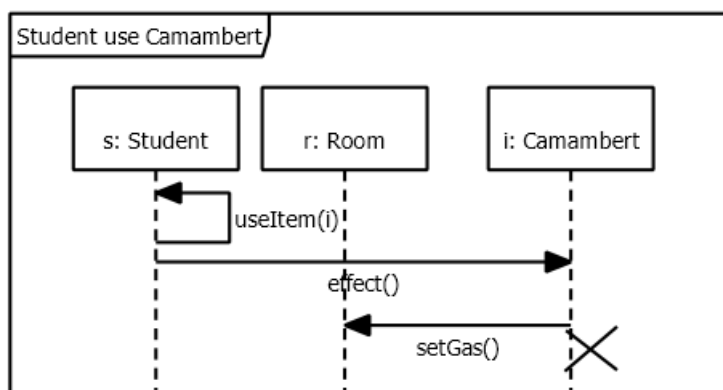 Student use Camambert
s: Student
r: Room
i: Camambert
useItem(i)
effect()
setGas()